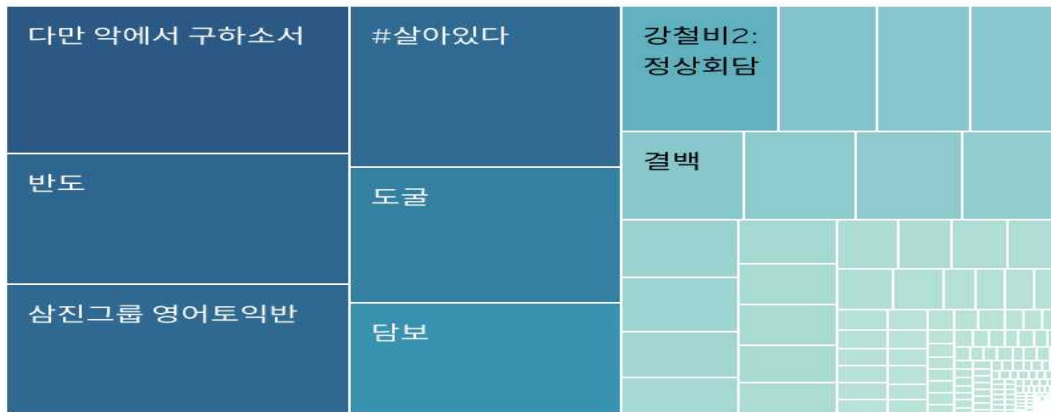 다만 악에서 구하소서
반도
삼진그룹 영어토익반
#살아있다
도굴
담보
강철비2:
정상회담
결백